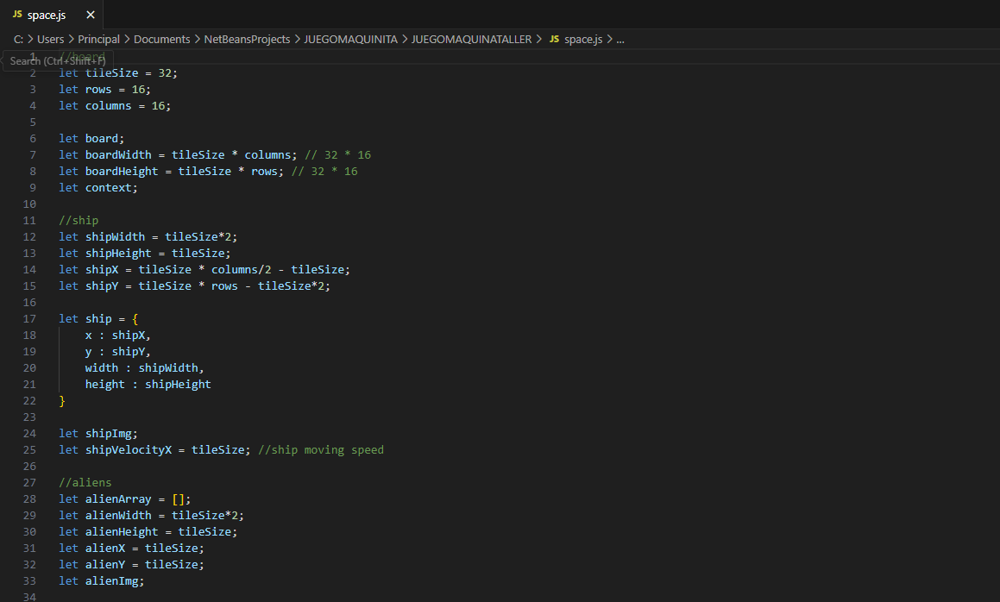 JS space.js ×
C: > Users > Principal > Documents > NetBeansProjects > JUEGOMAQUINITA > JUEGOMAQUINATALLER > JS space.js > ...
Search (Ctrl+Shift+F)
1 //board
2 let tileSize = 32;
3 let rows = 16;
4 let columns = 16;
5
6 let board;
7 let boardWidth = tileSize * columns; // 32 * 16
8 let boardHeight = tileSize * rows; // 32 * 16
9 let context;
10
11 //ship
12 let shipWidth = tileSize*2;
13 let shipHeight = tileSize;
14 let shipX = tileSize * columns/2 - tileSize;
15 let shipY = tileSize * rows - tileSize*2;
16
17 let ship = {
18 x : shipX,
19 y : shipY,
20 width : shipWidth,
21 height : shipHeight
22 }
23
24 let shipImg;
25 let shipVelocityX = tileSize; //ship moving speed
26
27 //aliens
28 let alienArray = [];
29 let alienWidth = tileSize*2;
30 let alienHeight = tileSize;
31 let alienX = tileSize;
32 let alienY = tileSize;
33 let alienImg;
34